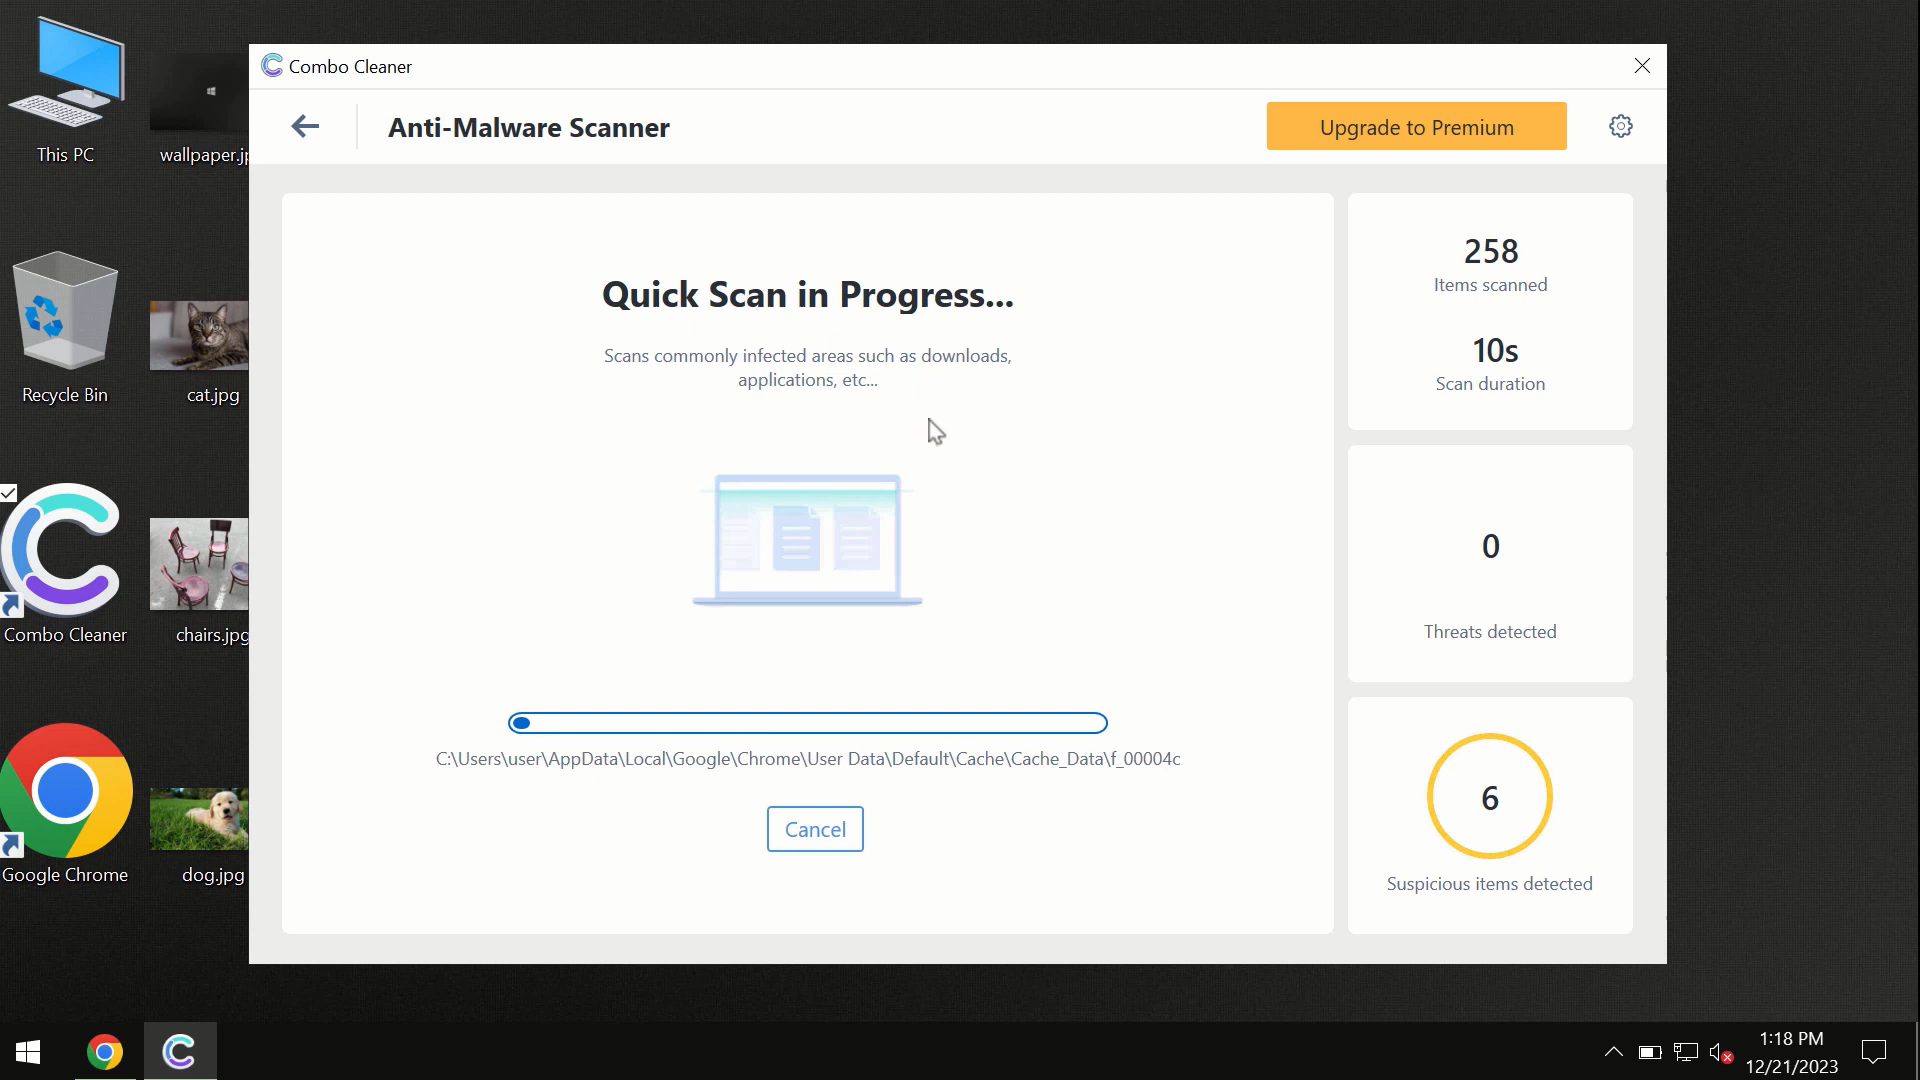 This PC
wallpaper.jp
Recycle Bin
cat.jpg
Combo Cleaner
chairs.jpg
Google Chrome
dog.jpg
Combo Cleaner
Anti-Malware Scanner
Upgrade to Premium
Quick Scan in Progress...
Scans commonly infected areas such as downloads,
applications, etc...
C:\Users\user\AppData\Local\Google\Chrome\User Data\Default\Cache\Cache_Data\f_00004c
Cancel
258
Items scanned
10s
Scan duration
0
Threats detected
6
Suspicious items detected
1:18 PM
12/21/2023